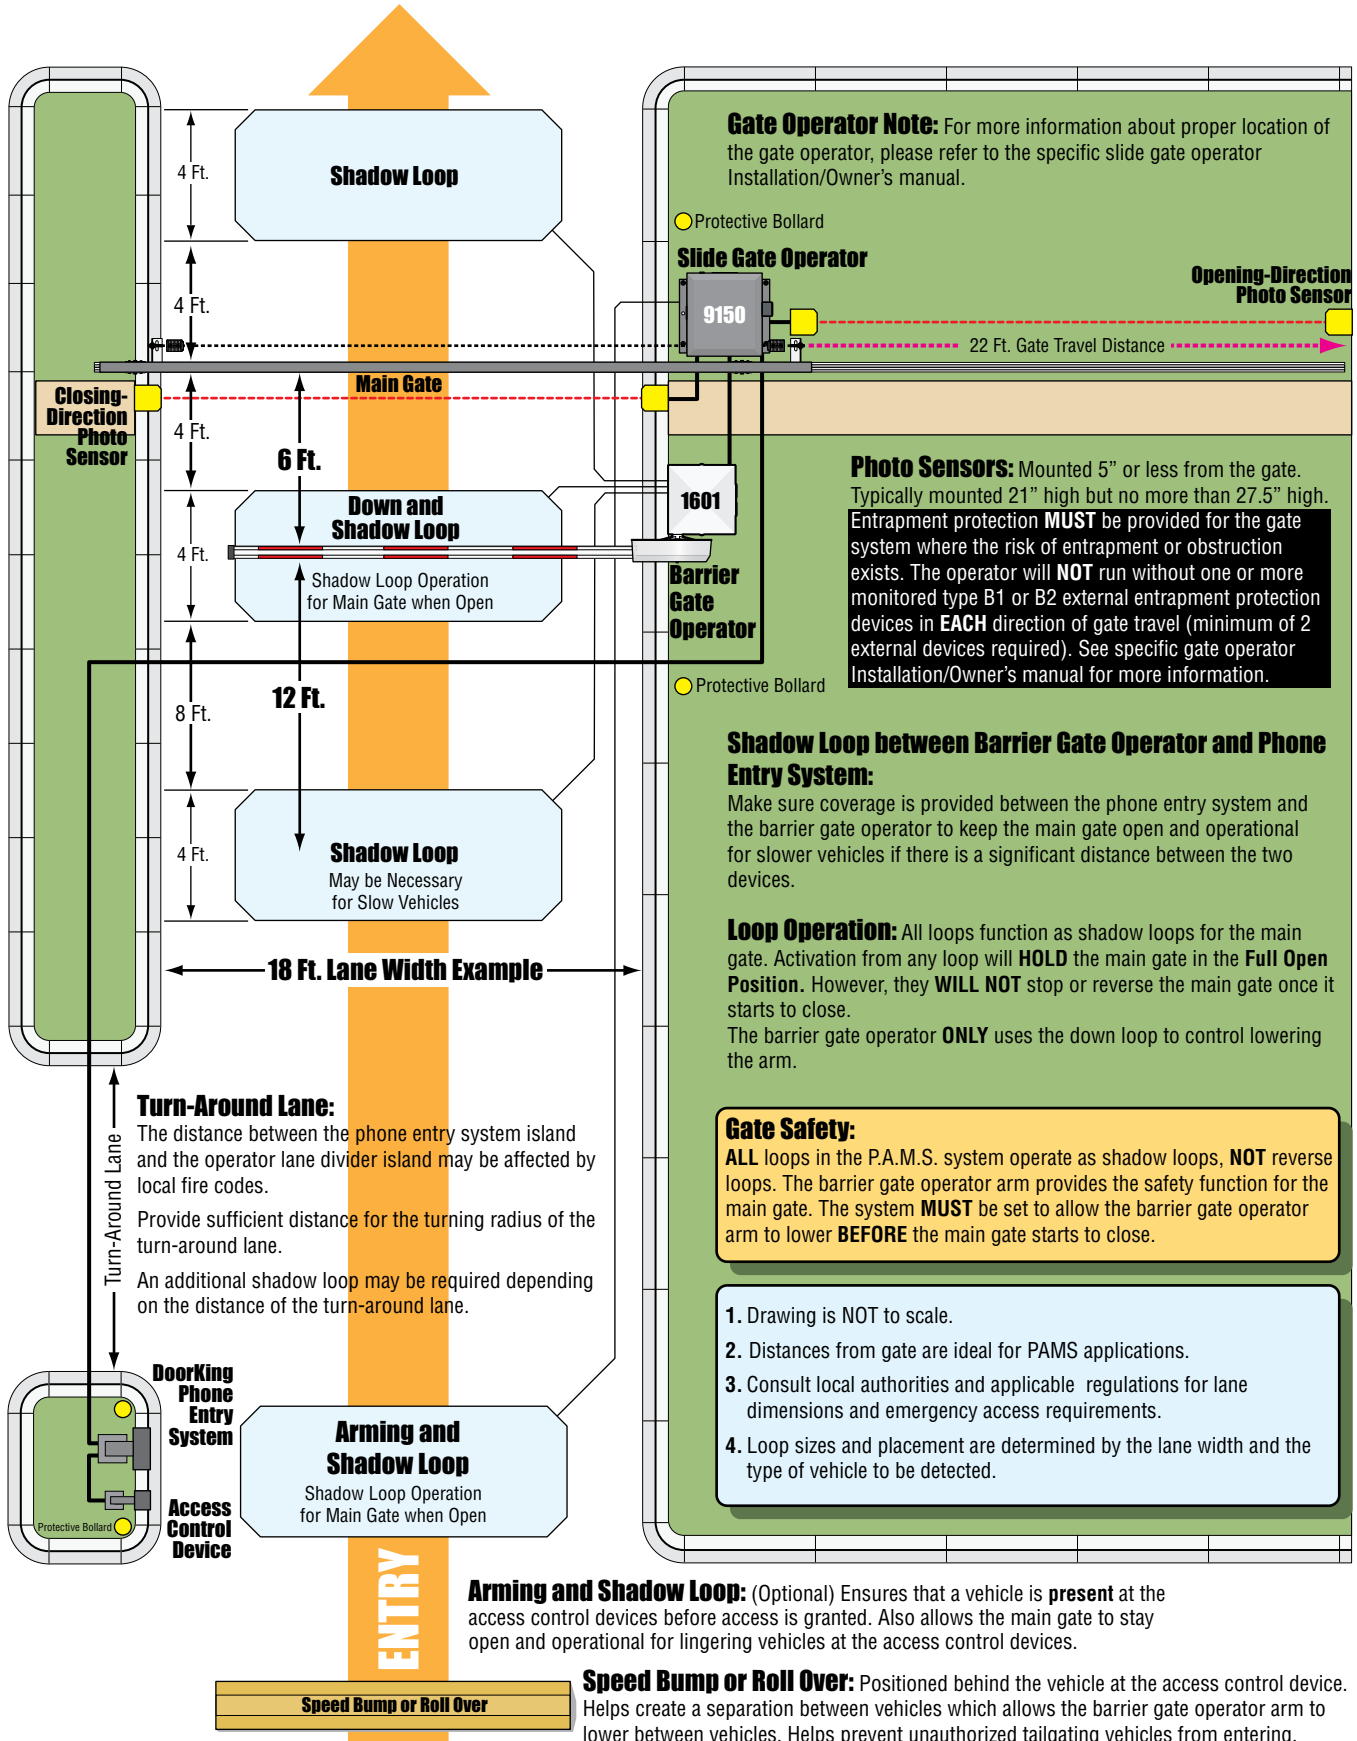 Gate Operator Note: For more information about proper location of
the gate operator, please refer to the specific slide gate operator
Installation/Owner's manual.
4 Ft.
Shadow Loop
Protective Bollard
Slide Gate Operator
9150
Opening-Direction
Photo Sensor
4 Ft.
22 Ft. Gate Travel Distance
Main Gate
Closing-
Direction
Photo
Sensor
4 Ft.
6 Ft.
Photo Sensors: Mounted 5” or less from the gate.
Typically mounted 21” high but no more than 27.5” high.
Entrapment protection MUST be provided for the gate
system where the risk of entrapment or obstruction
exists. The operator will NOT run without one or more
monitored type B1 or B2 external entrapment protection
devices in EACH direction of gate travel (minimum of 2
external devices required). See specific gate operator
Installation/Owner's manual for more information.
1601
Down and
Shadow Loop
4 Ft.
Shadow Loop Operation
for Main Gate when Open
Barrier
Gate
Operator
Protective Bollard
12 Ft.
8 Ft.
Shadow Loop between Barrier Gate Operator and Phone
Entry System:
Make sure coverage is provided between the phone entry system and
the barrier gate operator to keep the main gate open and operational
for slower vehicles if there is a significant distance between the two
devices.
4 Ft.
Shadow Loop
May be Necessary
for Slow Vehicles
Loop Operation: All loops function as shadow loops for the main
gate. Activation from any loop will HOLD the main gate in the Full Open
Position. However, they WILL NOT stop or reverse the main gate once it
starts to close.
The barrier gate operator ONLY uses the down loop to control lowering
the arm.
18 Ft. Lane Width Example
Turn-Around Lane
Turn-Around Lane:
The distance between the phone entry system island
and the operator lane divider island may be affected by
local fire codes.
Provide sufficient distance for the turning radius of the
turn-around lane.
An additional shadow loop may be required depending
on the distance of the turn-around lane.
Gate Safety:
ALL loops in the P.A.M.S. system operate as shadow loops, NOT reverse
loops. The barrier gate operator arm provides the safety function for the
main gate. The system MUST be set to allow the barrier gate operator
arm to lower BEFORE the main gate starts to close.
1. Drawing is NOT to scale.
2. Distances from gate are ideal for PAMS applications.
3. Consult local authorities and applicable regulations for lane
dimensions and emergency access requirements.
4. Loop sizes and placement are determined by the lane width and the
type of vehicle to be detected.
DoorKing
Phone
Entry
System
Access
Control
Device
Protective Bollard
Arming and
Shadow Loop
Shadow Loop Operation
for Main Gate when Open
ENTRY
Arming and Shadow Loop: (Optional) Ensures that a vehicle is present at the
access control devices before access is granted. Also allows the main gate to stay
open and operational for lingering vehicles at the access control devices.
Speed Bump or Roll Over
Speed Bump or Roll Over: Positioned behind the vehicle at the access control device.
Helps create a separation between vehicles which allows the barrier gate operator arm to
lower between vehicles. Helps prevent unauthorized tailgating vehicles from entering.